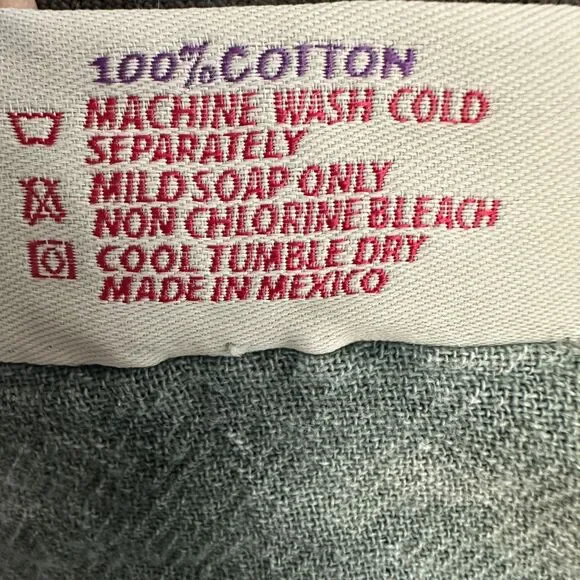 100% COTTON
MACHINE WASH COLD
SEPARATELY
MILD SOAP ONLY
NON CHLORINE BLEACH
COOL TUMBLE DRY
MADE IN MEXICO